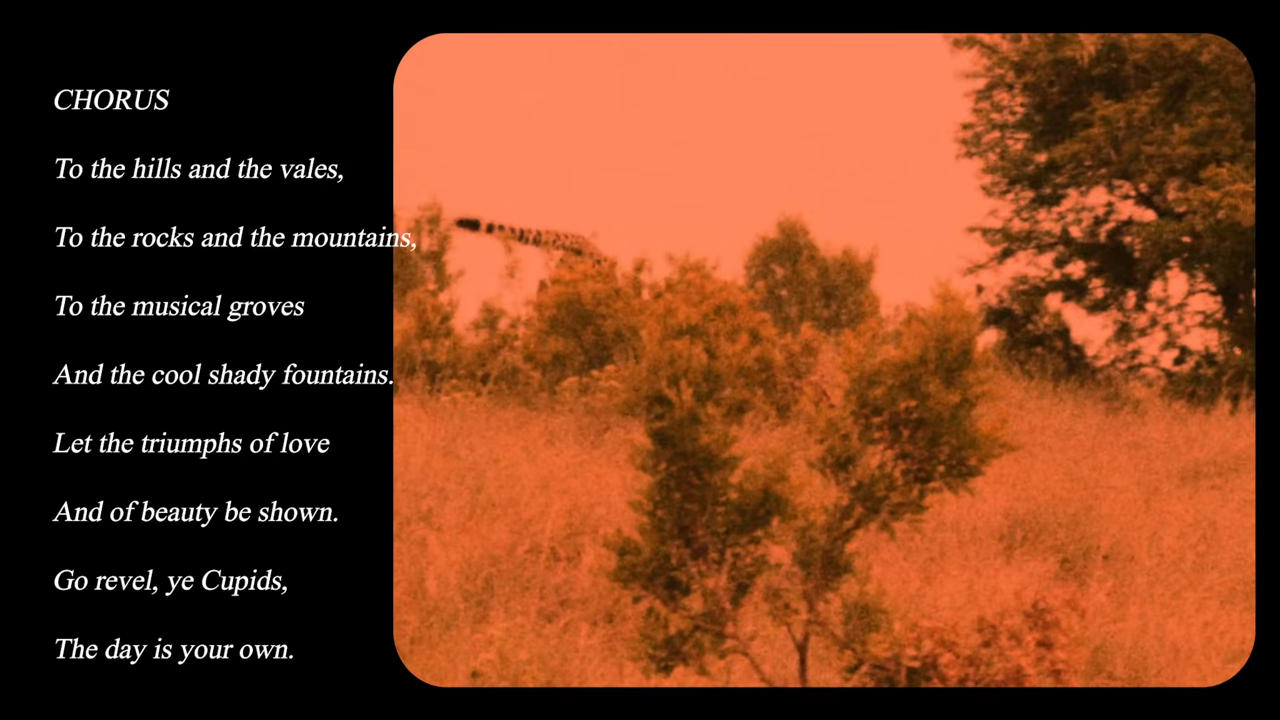 CHORUS
To the hills and the vales,
To the rocks and the mountains,
To the musical groves
And the cool shady fountains.
Let the triumphs of love
And of beauty be shown.
Go revel, ye Cupids,
The day is your own.